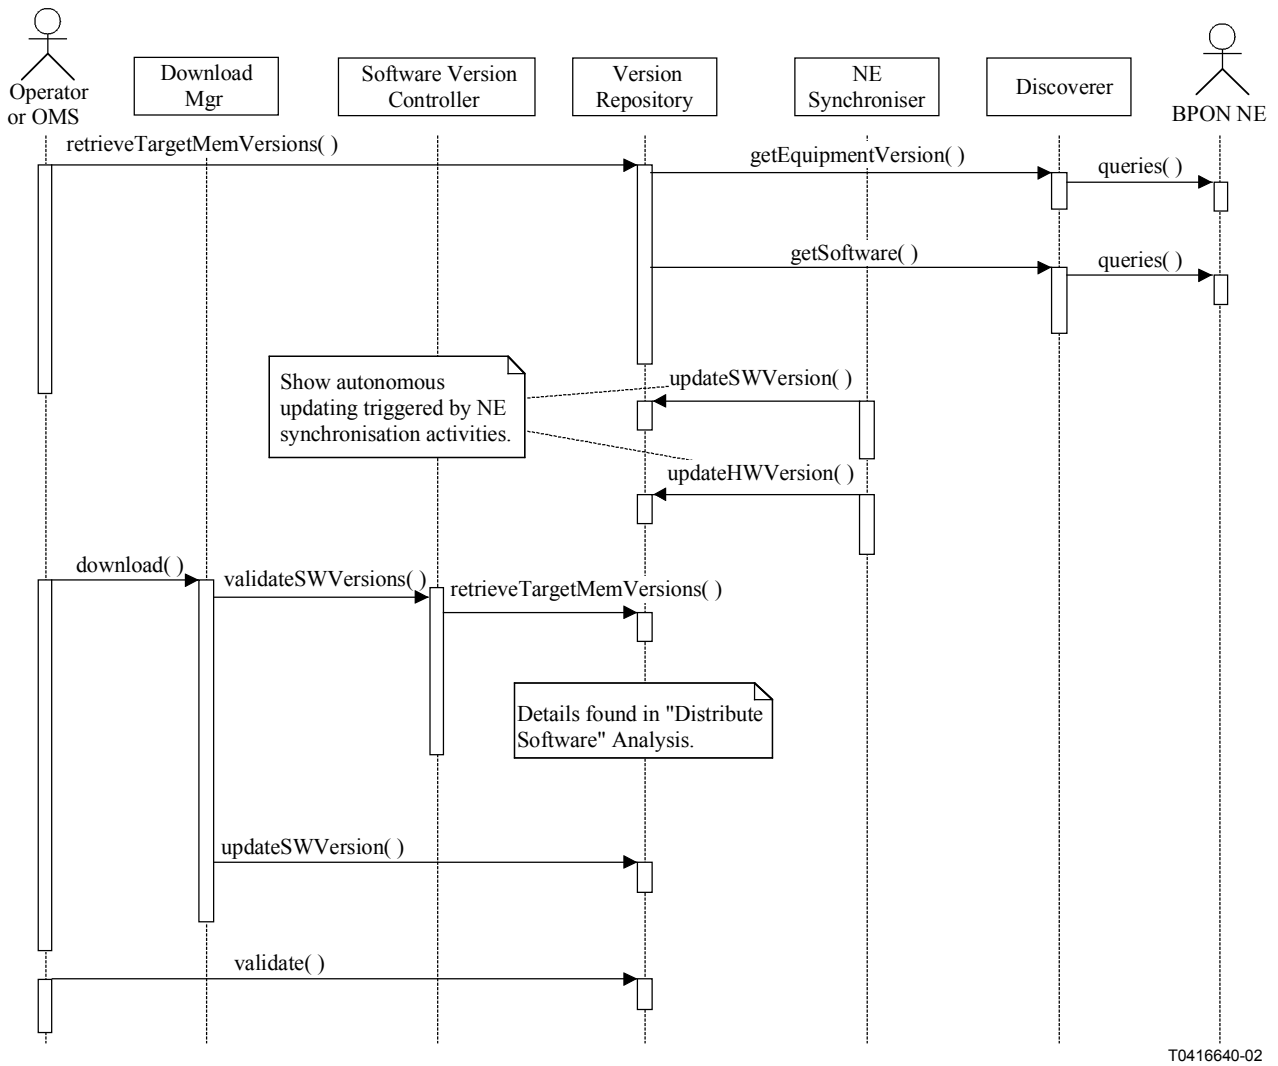 Operator
or OMS
Download
Mgr
Software Version
Controller
Version
Repository
NE
Synchroniser
Discoverer
BPON NE
retrieveTargetMemVersions( )
getEquipmentVersion( )
queries( )
getSoftware( )
queries( )
Show autonomous
updating triggered by NE
synchronisation activities.
updateSWVersion( )
updateHWVersion( )
download( )
validateSWVersions( )
retrieveTargetMemVersions( )
Details found in "Distribute
Software" Analysis.
updateSWVersion( )
validate( )
T0416640-02